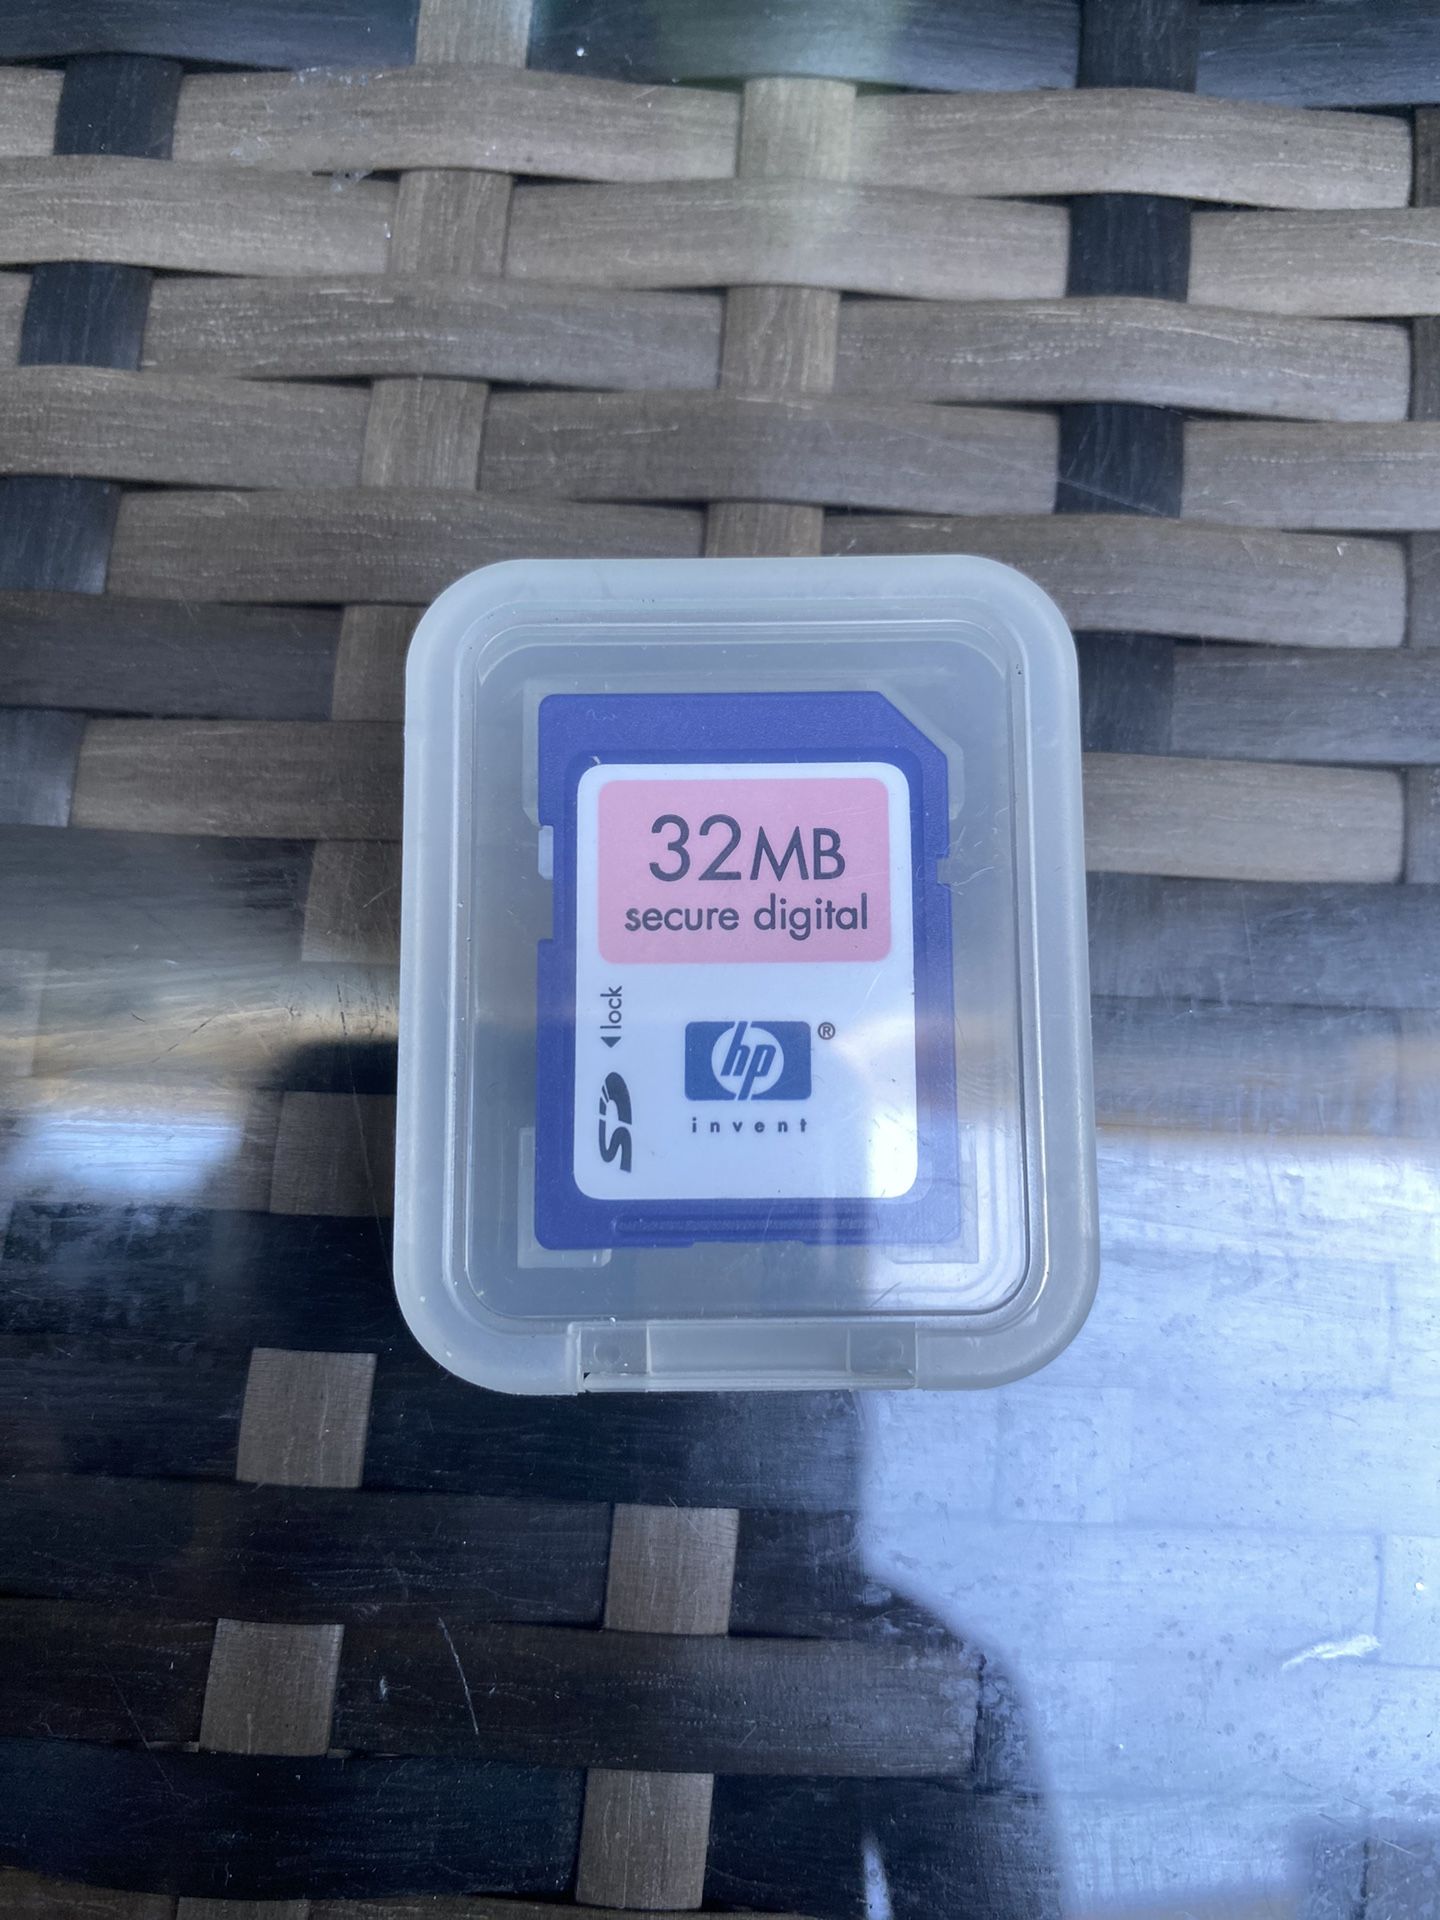 32MB
secure digital
lock
SD
hp ®
invent